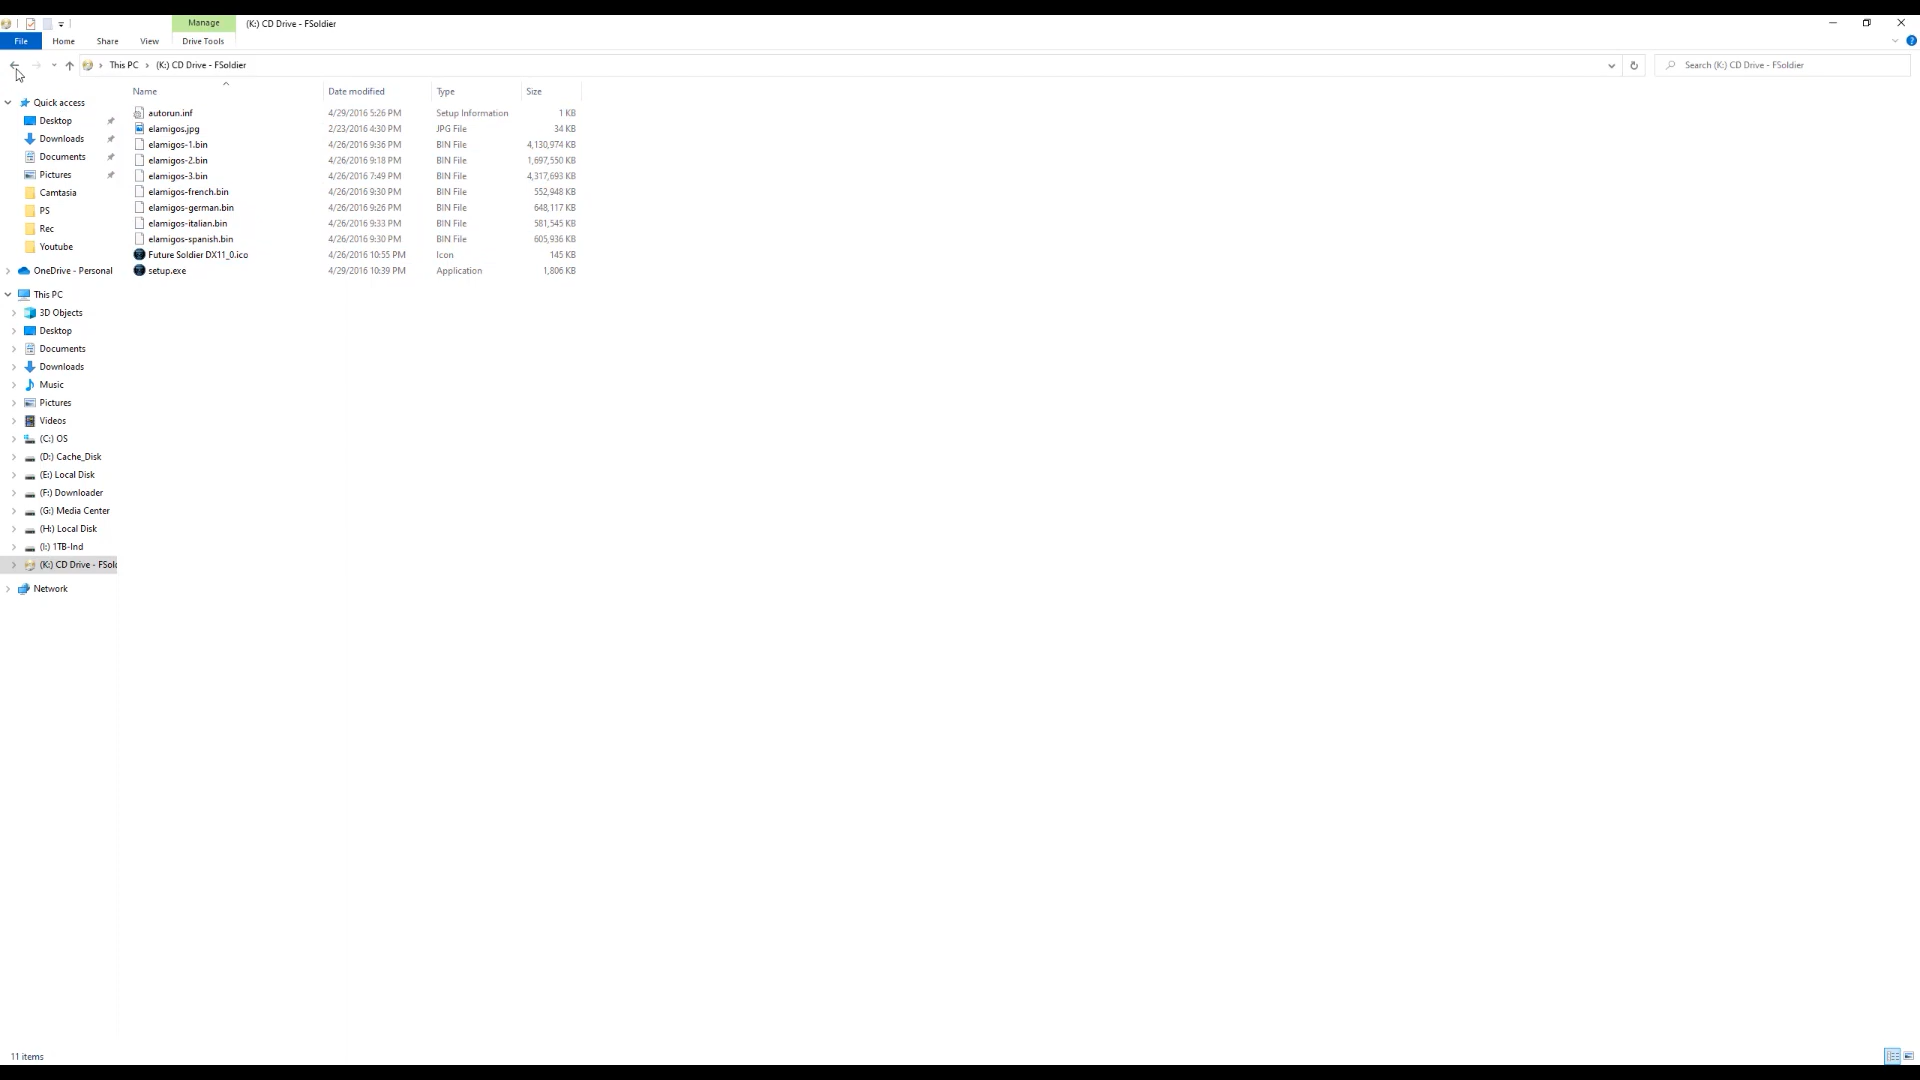 Manage
(K:) CD Drive - FSoldier
File
Home
Share
View
Drive Tools
This PC
(K:) CD Drive - FSoldier
Search (K:) CD Drive - FSoldier
Name
Date modified
Type
Size
autorun.inf 4/29/2016 5:26 PM Setup Information 1 KB
elamigos.jpg 2/23/2016 4:30 PM JPG File 34 KB
elamigos-1.bin 4/26/2016 9:36 PM BIN File 4,130,974 KB
elamigos-2.bin 4/26/2016 9:18 PM BIN File 1,697,550 KB
elamigos-3.bin 4/26/2016 7:49 PM BIN File 4,317,693 KB
elamigos-french.bin 4/26/2016 9:30 PM BIN File 552,948 KB
elamigos-german.bin 4/26/2016 9:26 PM BIN File 648,117 KB
elamigos-italian.bin 4/26/2016 9:33 PM BIN File 581,545 KB
elamigos-spanish.bin 4/26/2016 9:30 PM BIN File 605,936 KB
Future Soldier DX11_0.ico 4/26/2016 10:55 PM Icon 145 KB
setup.exe 4/29/2016 10:39 PM Application 1,806 KB
Quick access
Desktop
Downloads
Documents
Pictures
Camtasia
PS
Rec
Youtube
OneDrive - Personal
This PC
3D Objects
Desktop
Documents
Downloads
Music
Pictures
Videos
(C:) OS
(D:) Cache_Disk
(E:) Local Disk
(F:) Downloader
(G:) Media Center
(H:) Local Disk
(I:) 1TB-Ind
(K:) CD Drive - FSold
Network
11 items